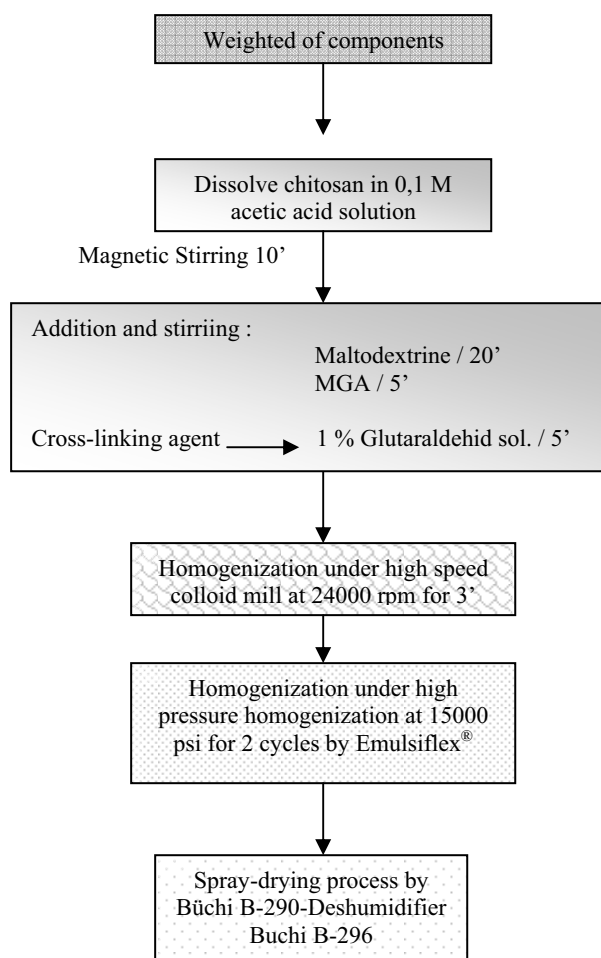 Weighted of components
Dissolve chitosan in 0,1 M
acetic acid solution
Magnetic Stirring 10’
Addition and stirriing :
Maltodextrine / 20’
MGA / 5’
Cross-linking agent 1 % Glutaraldehid sol. / 5’
Homogenization under high speed
colloid mill at 24000 rpm for 3’
Homogenization under high
pressure homogenization at 15000
psi for 2 cycles by Emulsiflex®
Spray-drying process by
Büchi B-290-Deshumidifier
Buchi B-296